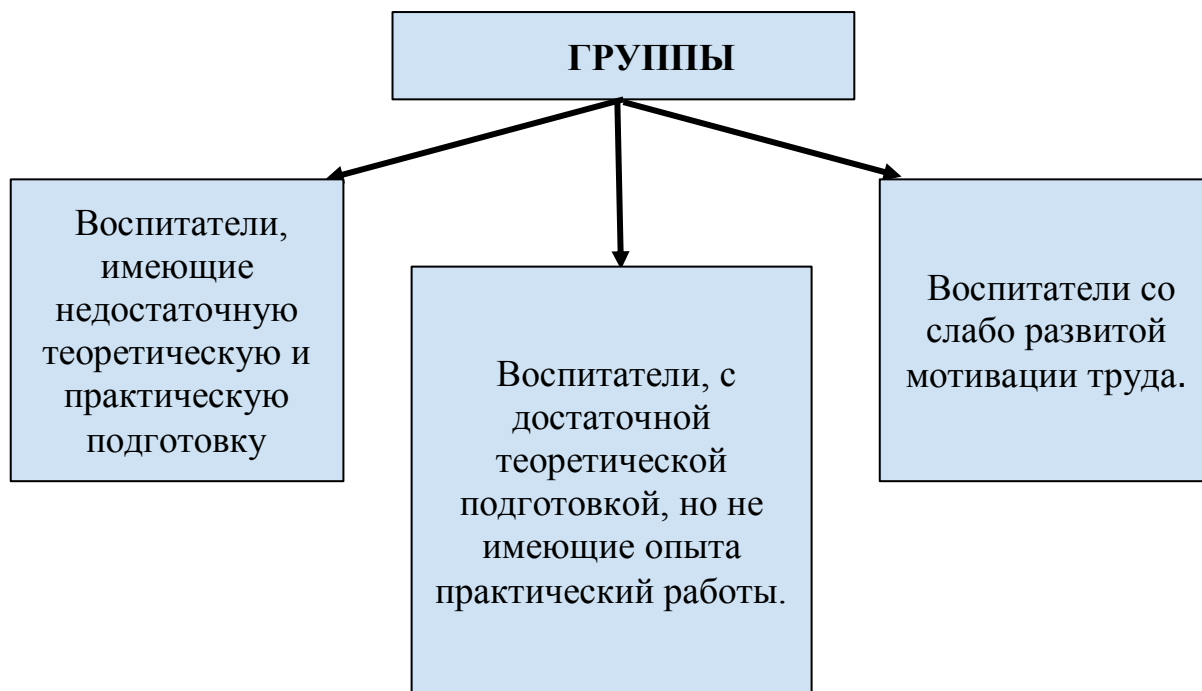 ГРУППЫ
Воспитатели,
имеющие
недостаточную
теоретическую и
практическую
подготовку
Воспитатели, с
достаточной
теоретической
подготовкой, но не
имеющие опыта
практический работы.
Воспитатели со
слабо развитой
мотивации труда.